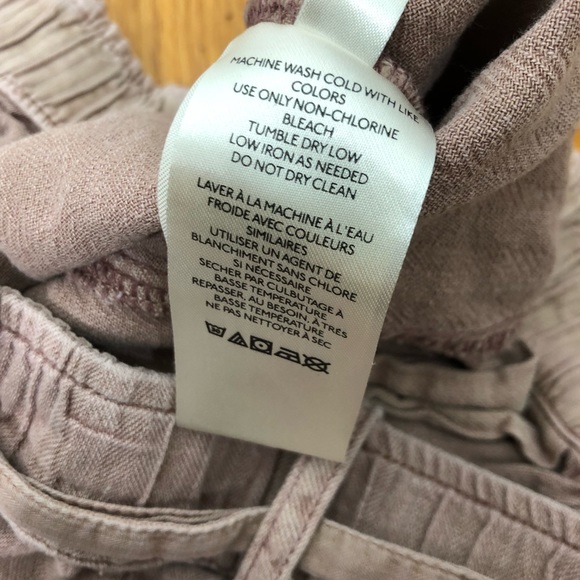 MACHINE WASH COLD WITH LIKE
COLORS
USE ONLY NON-CHLORINE
BLEACH
TUMBLE DRY LOW
LOW IRON AS NEEDED
DO NOT DRY CLEAN
LAVER À LA MACHINE À L'EAU
FROIDE AVEC COULEURS
SIMILAIRES
UTILISER UN AGENT DE
BLANCHIMENT SANS CHLORE
SI NÉCESSAIRE
SÉCHER PAR CULBUTAGE À
BASSE TEMPÉRATURE
REPASSER, AU BESOIN, À TRÈS
BASSE TEMPÉRATURE
NE PAS NETTOYER À SEC